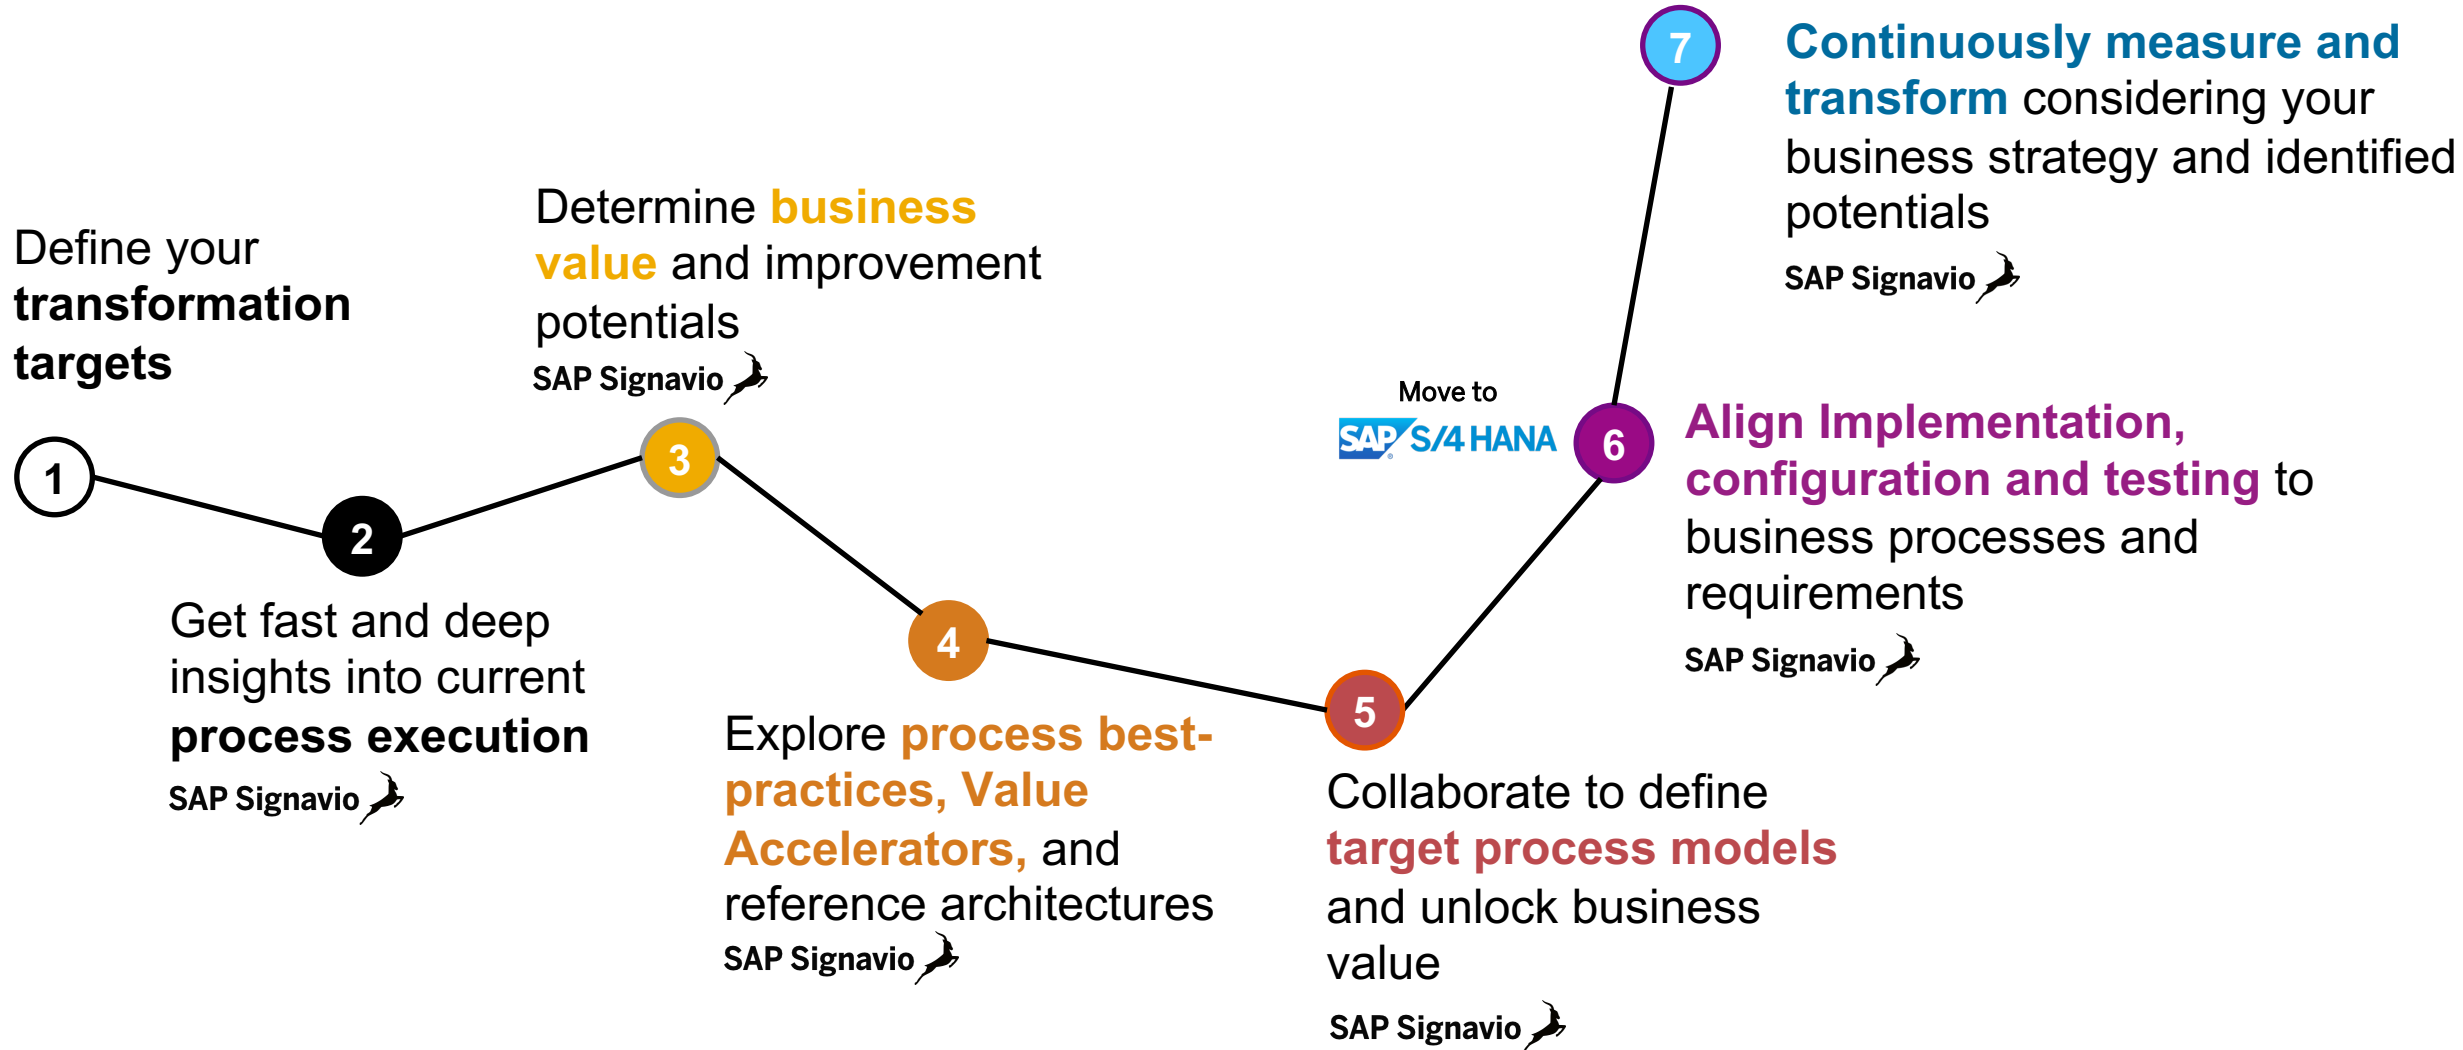 1
Define your
transformation
targets
2
Get fast and deep
insights into current
process execution
SAP Signavio
3
Determine business
value and improvement
potentials
SAP Signavio
4
Explore process best-
practices, Value
Accelerators, and
reference architectures
SAP Signavio
5
Collaborate to define
target process models
and unlock business
value
SAP Signavio
Move to
SAP S/4 HANA
6
Align Implementation,
configuration and testing to
business processes and
requirements
SAP Signavio
7
Continuously measure and
transform considering your
business strategy and identified
potentials
SAP Signavio